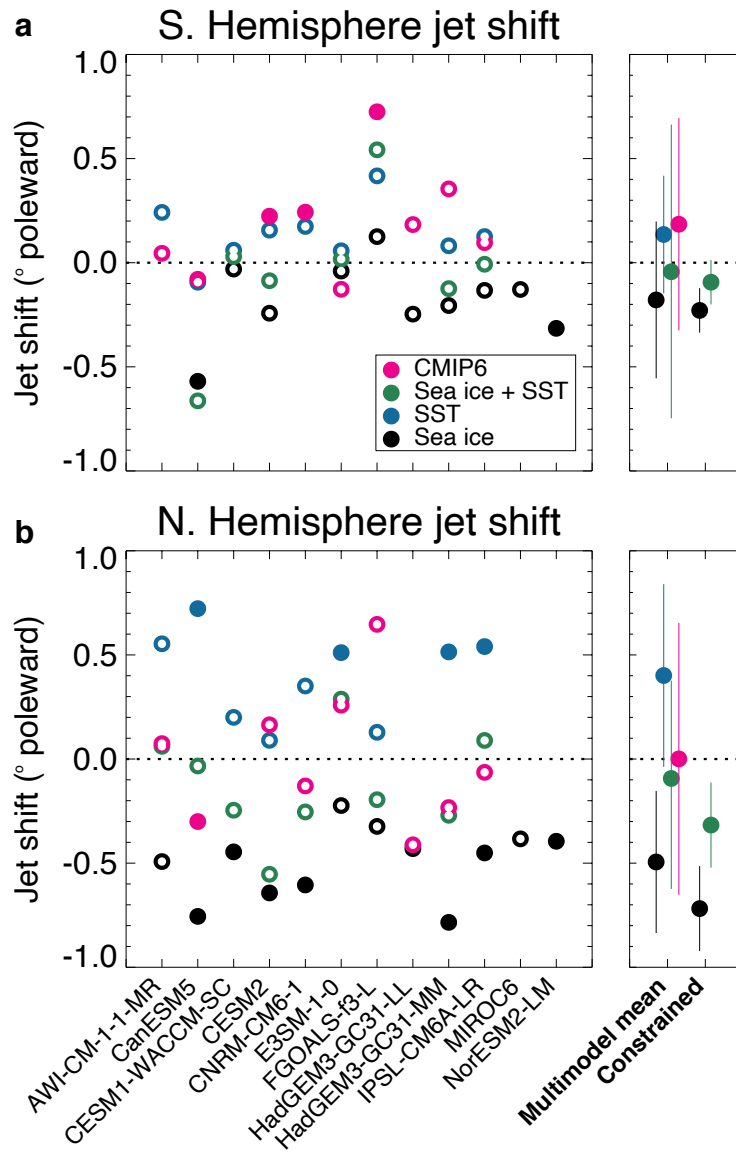 a
S. Hemisphere jet shift
1.0
0.5
0.0
-0.5
-1.0
Jet shift (° poleward)
CMIP6
Sea ice + SST
SST
Sea ice
b
N. Hemisphere jet shift
1.0
0.5
0.0
-0.5
-1.0
Jet shift (° poleward)
AWI-CM-1-1-MR
CanESM5
CESM1-WACCM-SC
CESM2
CNRM-CM6-1
E3SM-1-0
FGOALS-f3-L
HadGEM3-GC31-LL
HadGEM3-GC31-MM
IPSL-CM6A-LR
MIROC6
NorESM2-LM
Multimodel mean
Constrained